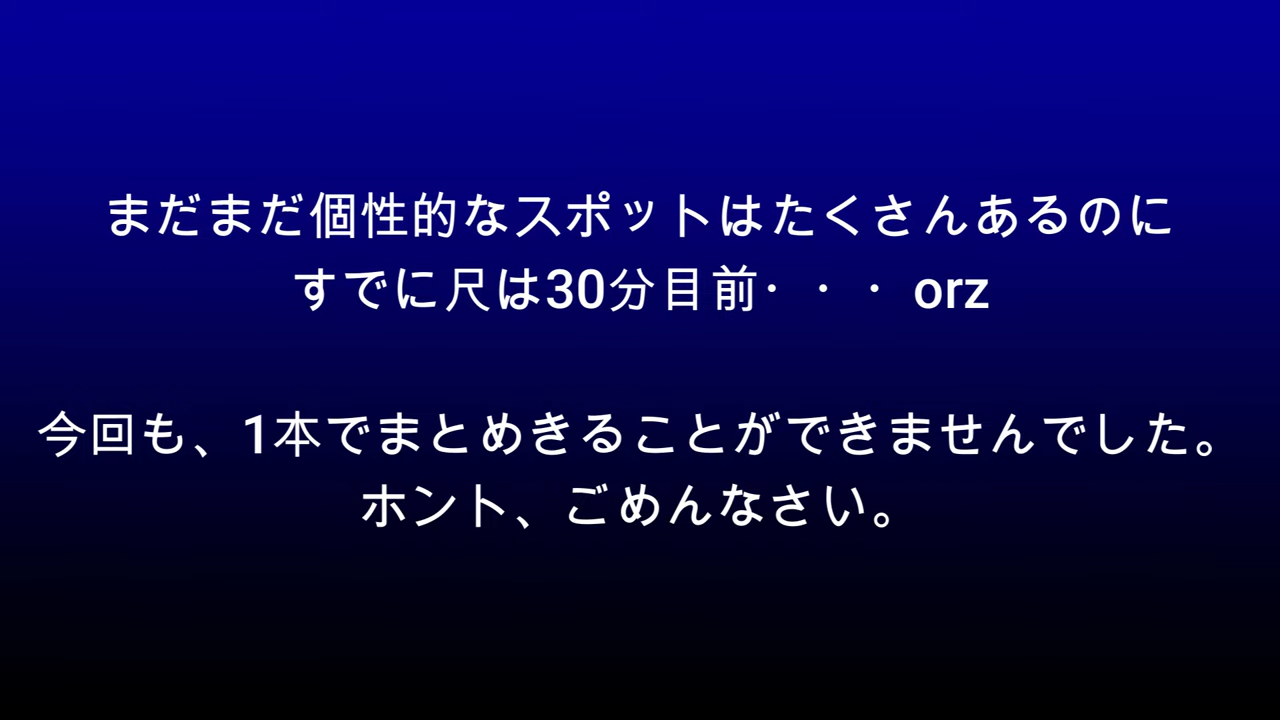 まだまだ個性的なスポットはたくさんあるのに
すでに尺は30分目前・・・ orz
今回も、1本でまとめきることができませんでした。
ホント、ごめんなさい。